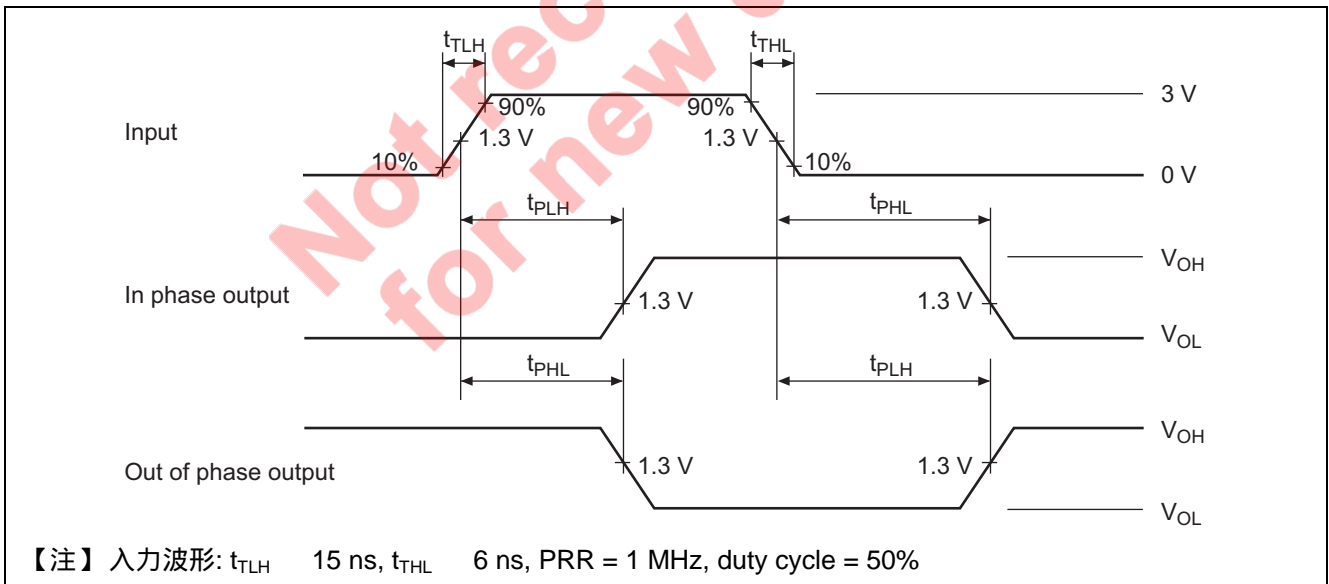 tTLH tTHL
3 V
90% 90%
Input 1.3 V 1.3 V
10% 10%
0 V
tPLH tPHL
VOH
In phase output 1.3 V 1.3 V
VOL
tPHL tPLH
VOH
Out of phase output 1.3 V 1.3 V
VOL
【注】入力波形: tTLH 15 ns, tTHL 6 ns, PRR = 1 MHz, duty cycle = 50%
Not rec
for new